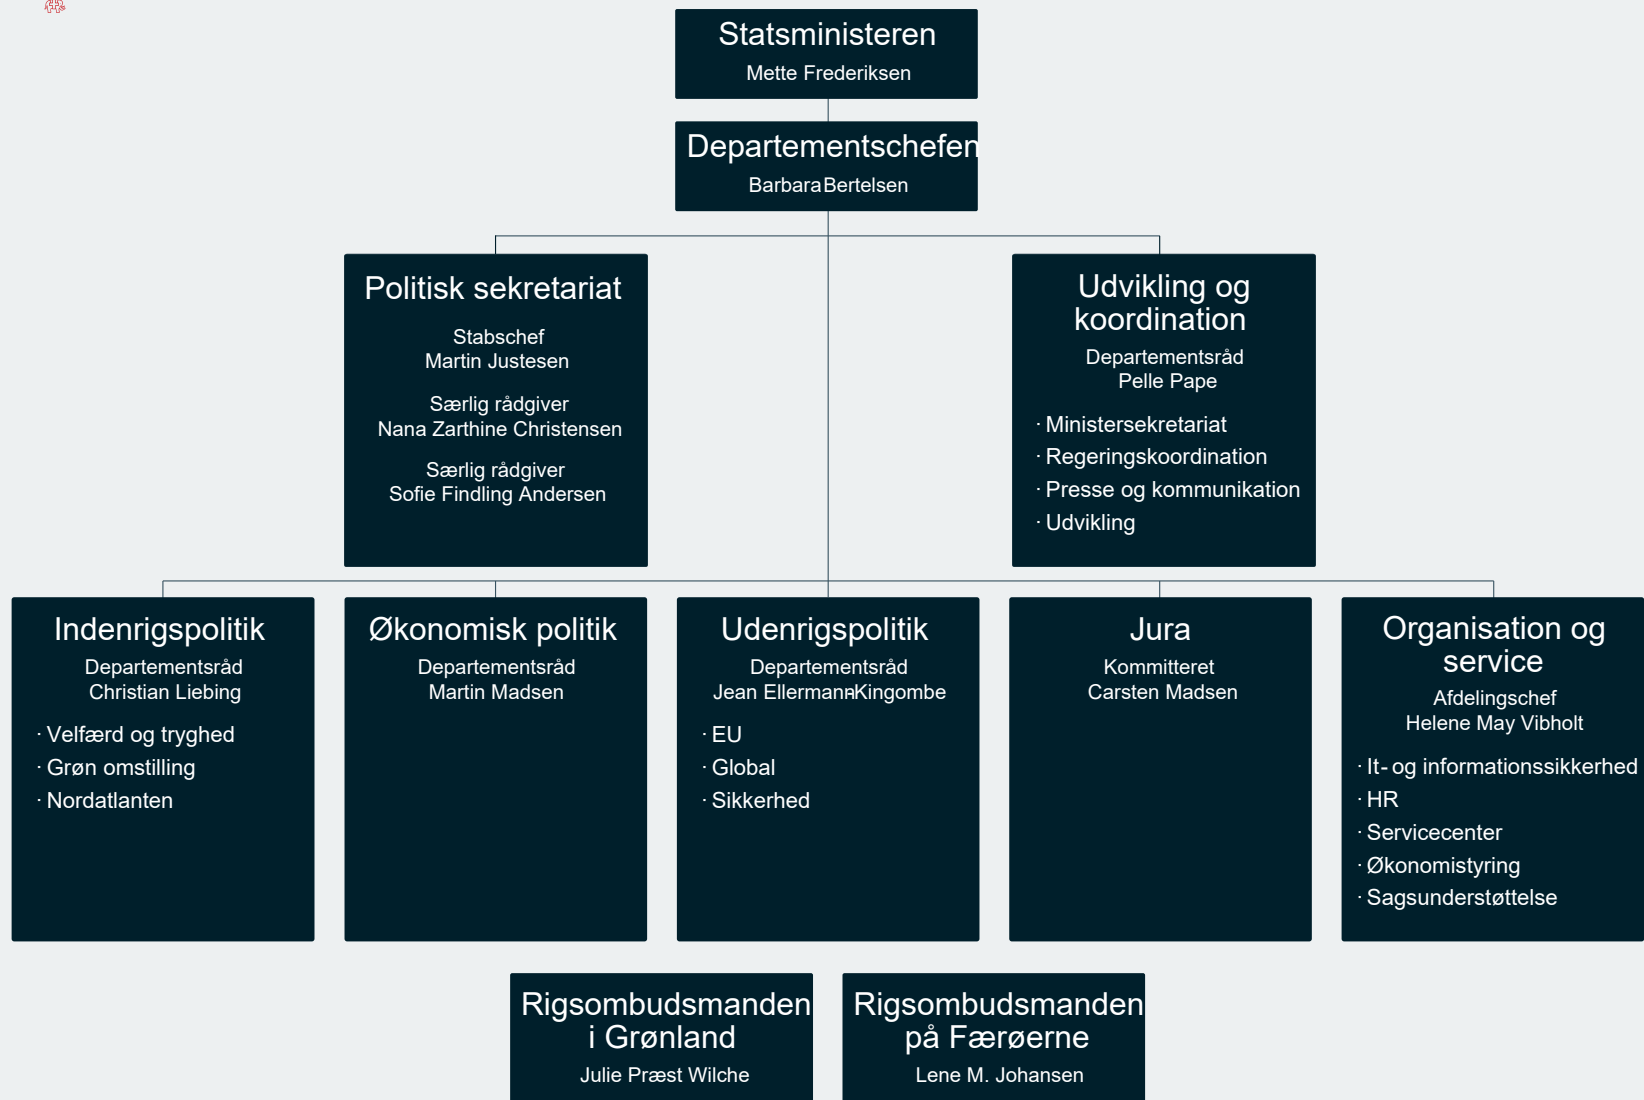 Statsministeren
Mette Frederiksen
Departementschefen
Barbara Bertelsen
Politisk sekretariat
Stabschef
Martin Justesen
Særlig rådgiver
Nana Zarthine Christensen
Særlig rådgiver
Sofie Findling Andersen
Udvikling og
koordination
Departementsråd
Pelle Pape
· Ministersekretariat
· Regeringskoordination
· Presse og kommunikation
· Udvikling
Indenrigspolitik
Departementsråd
Christian Liebing
· Velfærd og tryghed
· Grøn omstilling
· Nordatlanten
Økonomisk politik
Departementsråd
Martin Madsen
Udenrigspolitik
Departementsråd
Jean Ellermann-Kingombe
· EU
· Global
· Sikkerhed
Jura
Kommitteret
Carsten Madsen
Organisation og
service
Afdelingschef
Helene May Vibholt
· It- og informationssikkerhed
· HR
· Servicecenter
· Økonomistyring
· Sagsunderstøttelse
Rigsombudsmanden
i Grønland
Julie Præst Wilche
Rigsombudsmanden
på Færøerne
Lene M. Johansen